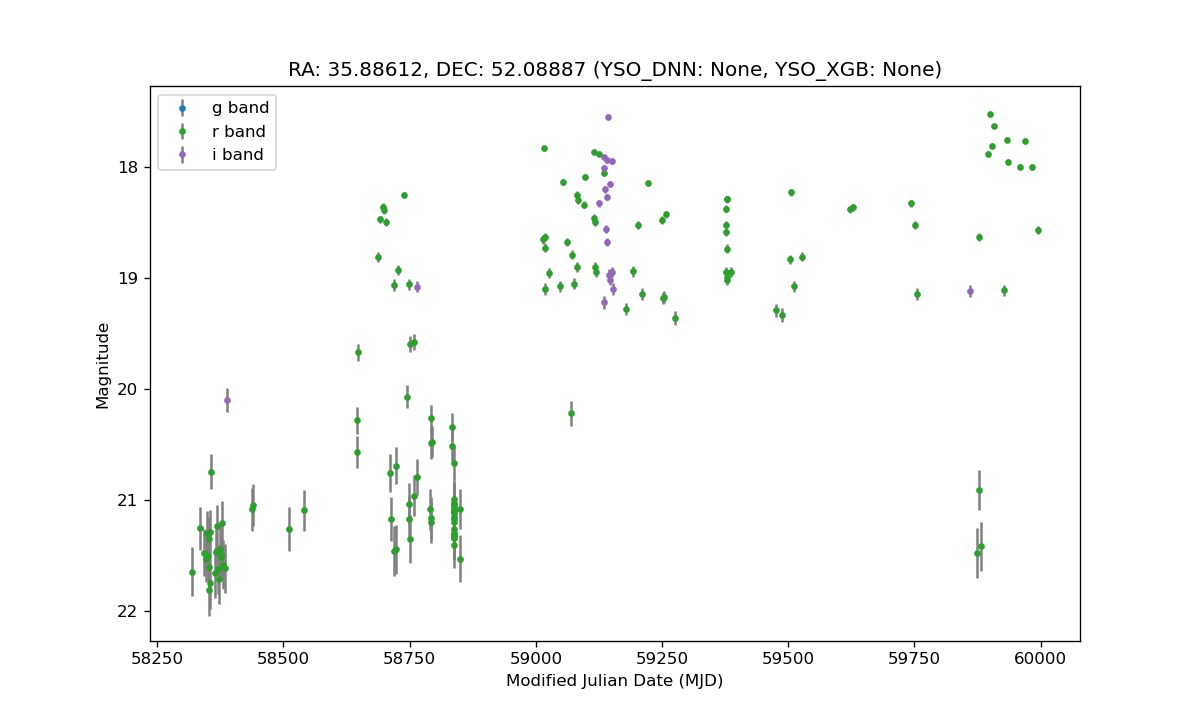 RA: 35.88612, DEC: 52.08887 (YSO_DNN: None, YSO_XGB: None)
g band
r band
i band
18
19
20
21
22
Magnitude
58250
58500
58750
59000
59250
59500
59750
60000
Modified Julian Date (MJD)